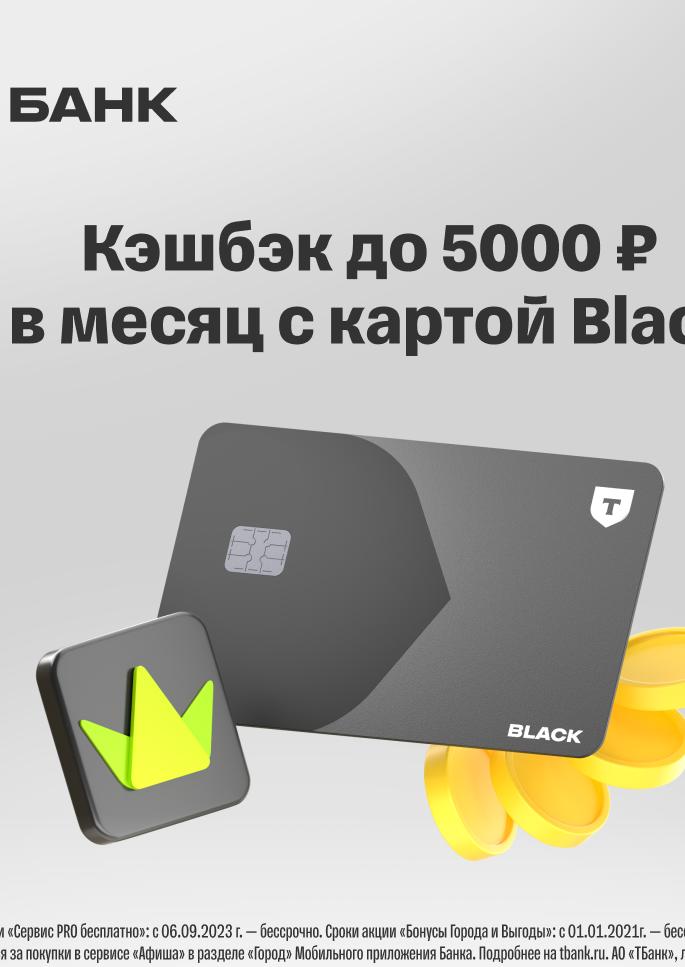 БАНК
Кэшбэк до 5000 ₽
в месяц с картой Blac
Т
BLACK
и «Сервис PRO бесплатно»: с 06.09.2023 г. — бессрочно. Сроки акции «Бонусы Города и Выгоды»: с 01.01.2021г. — бес
я за покупки в сервисе «Афиша» в разделе «Город» Мобильного приложения Банка. Подробнее на tbank.ru. АО «ТБанк», л